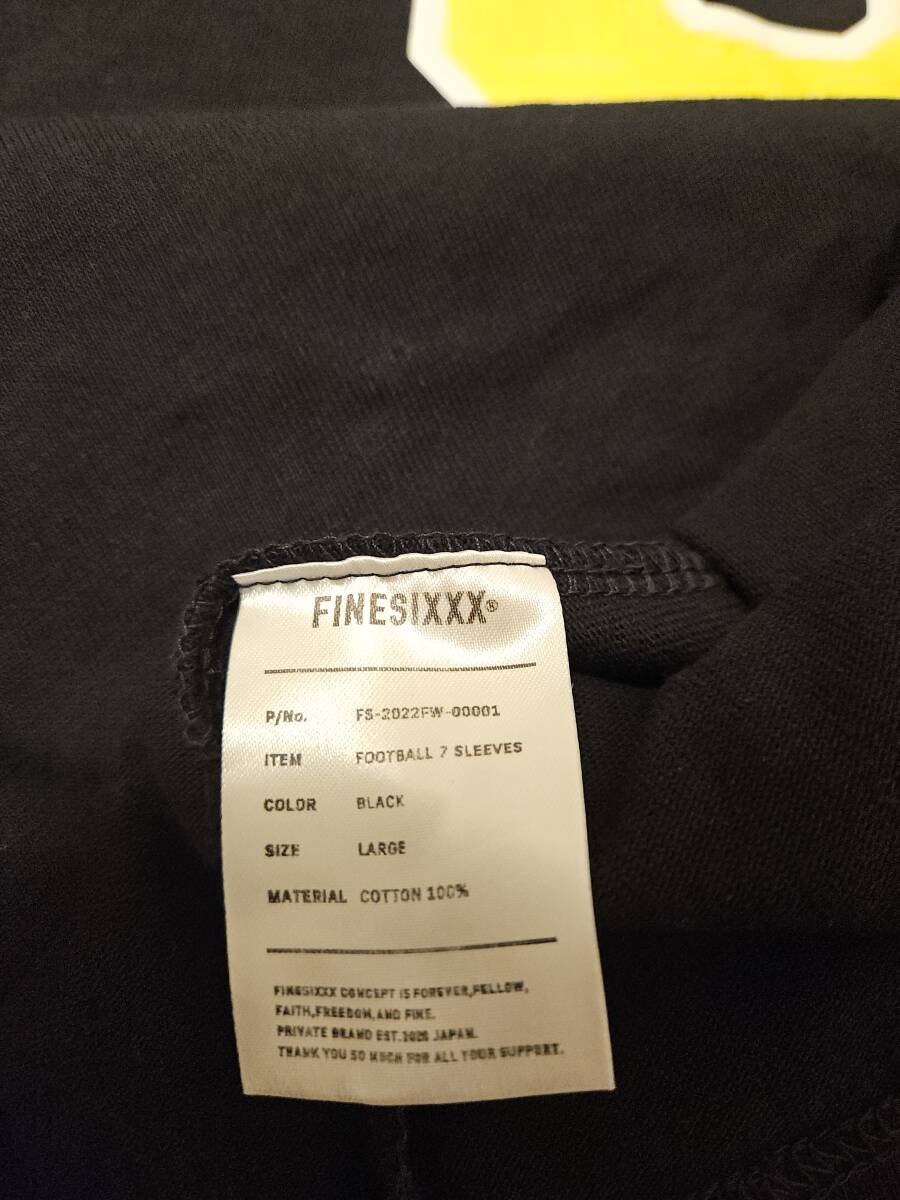 FINESIXXX®
P/No. FS-2022FW-00001
ITEM FOOTBALL 7 SLEEVES
COLOR BLACK
SIZE LARGE
MATERIAL COTTON 100%
FINESIXXX CONCEPT IS FOREVER,FELLOW,
FAITH,FREEDOM,AND FINE.
PRIVATE BRAND EST. JAPAN.
THANK YOU SO MUCH FOR ALL YOUR SUPPORT.